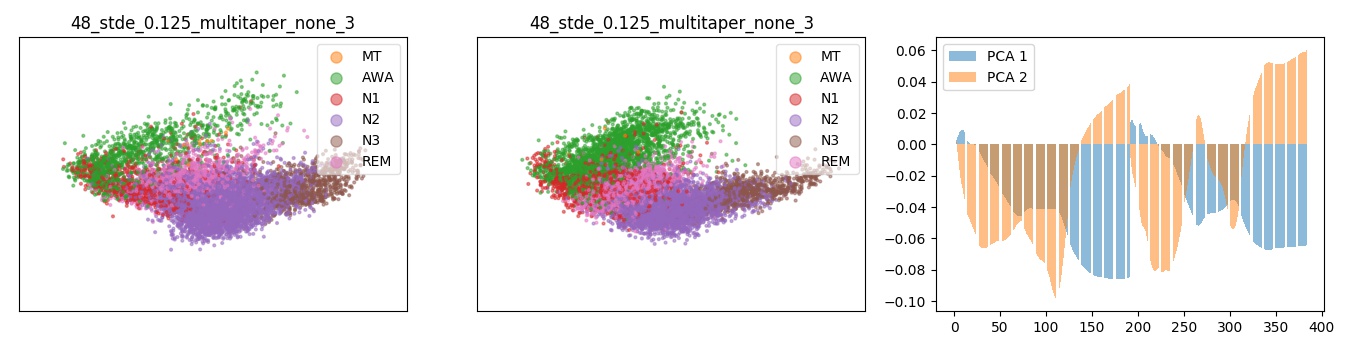 48_stde_0.125_multitaper_none_3
MT
AWA
N1
N2
N3
REM
48_stde_0.125_multitaper_none_3
MT
AWA
N1
N2
N3
REM
PCA 1
PCA 2
0.06
0.04
0.02
0.00
−0.02
−0.04
−0.06
−0.08
−0.10
0 50 100 150 200 250 300 350 400